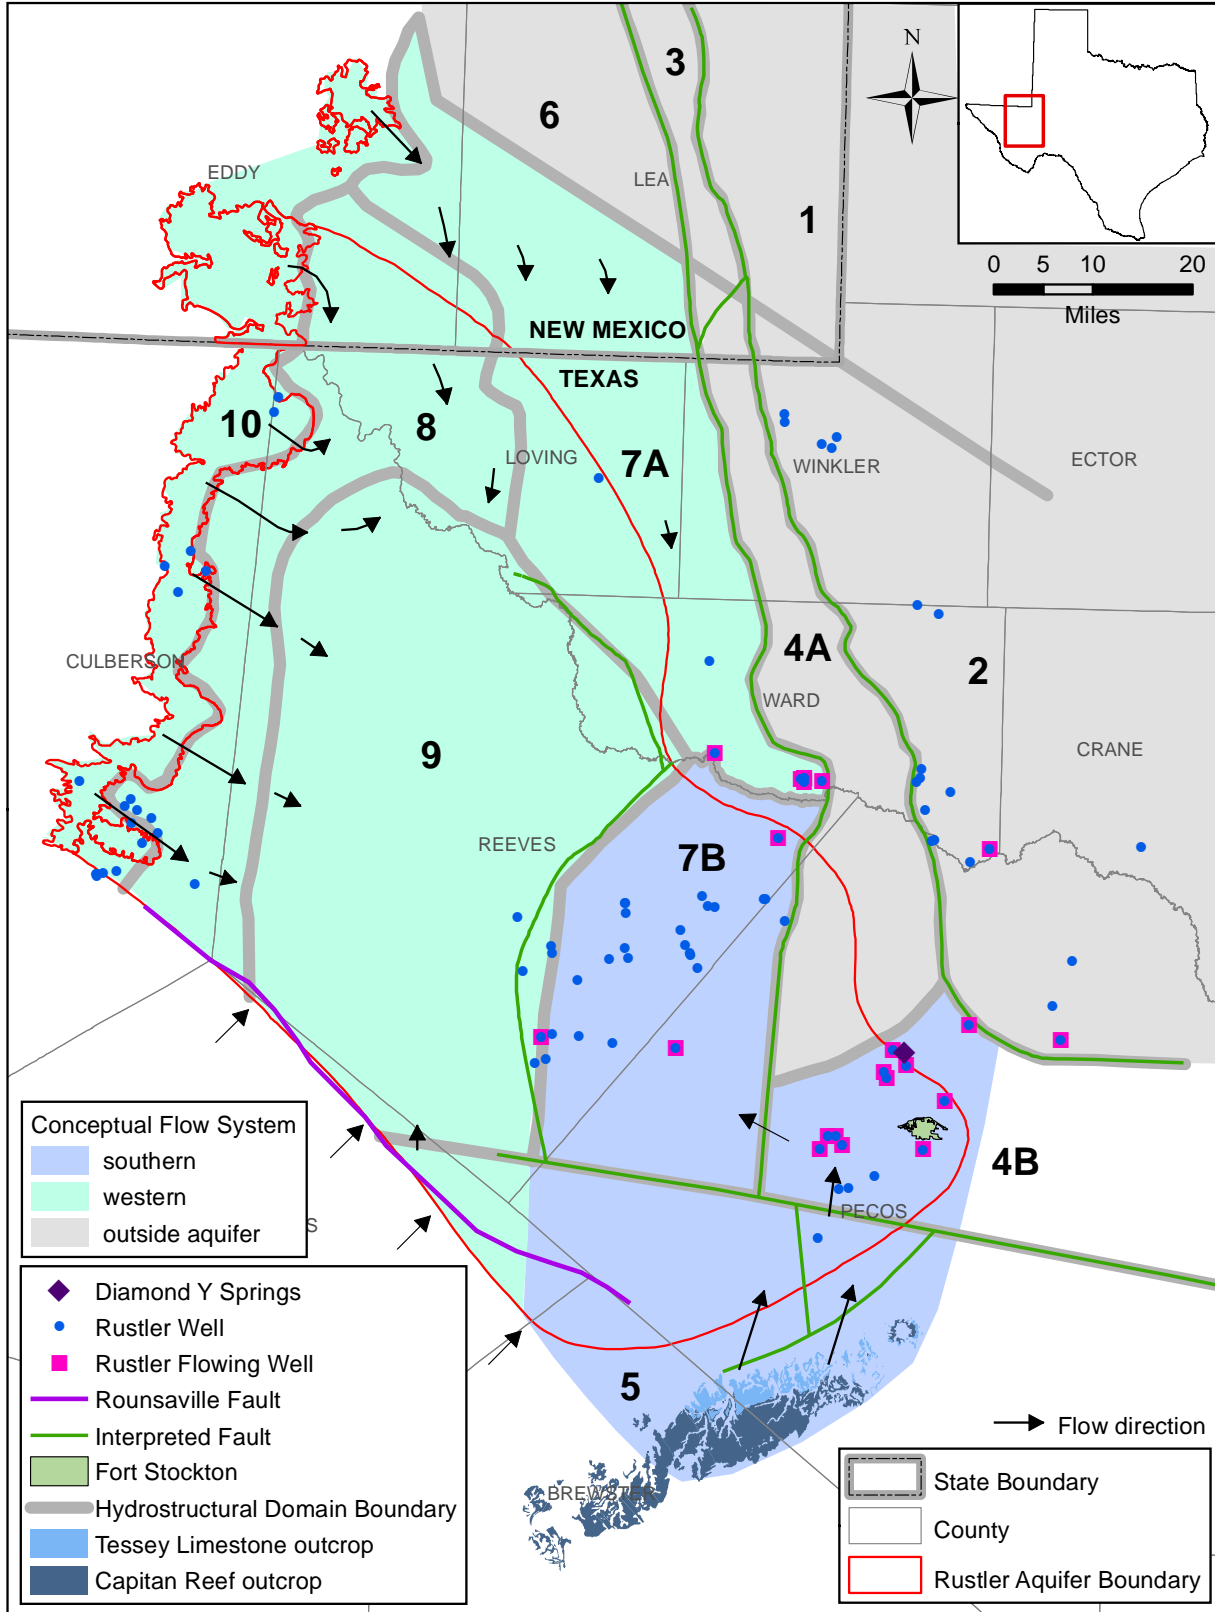 N
3
6
EDDY
LEA
1
0 5 10 20
Miles
NEW MEXICO
TEXAS
10
8
LOVING
7A
WINKLER
ECTOR
4A
2
CULBERSON
WARD
9
CRANE
REEVES
7B
4B
PECOS
S
5
BREWSTER
Conceptual Flow System
southern
western
outside aquifer
Diamond Y Springs
Rustler Well
Rustler Flowing Well
Rounsaville Fault
Interpreted Fault
Fort Stockton
Hydrostructural Domain Boundary
Tessey Limestone outcrop
Capitan Reef outcrop
Flow direction
State Boundary
County
Rustler Aquifer Boundary